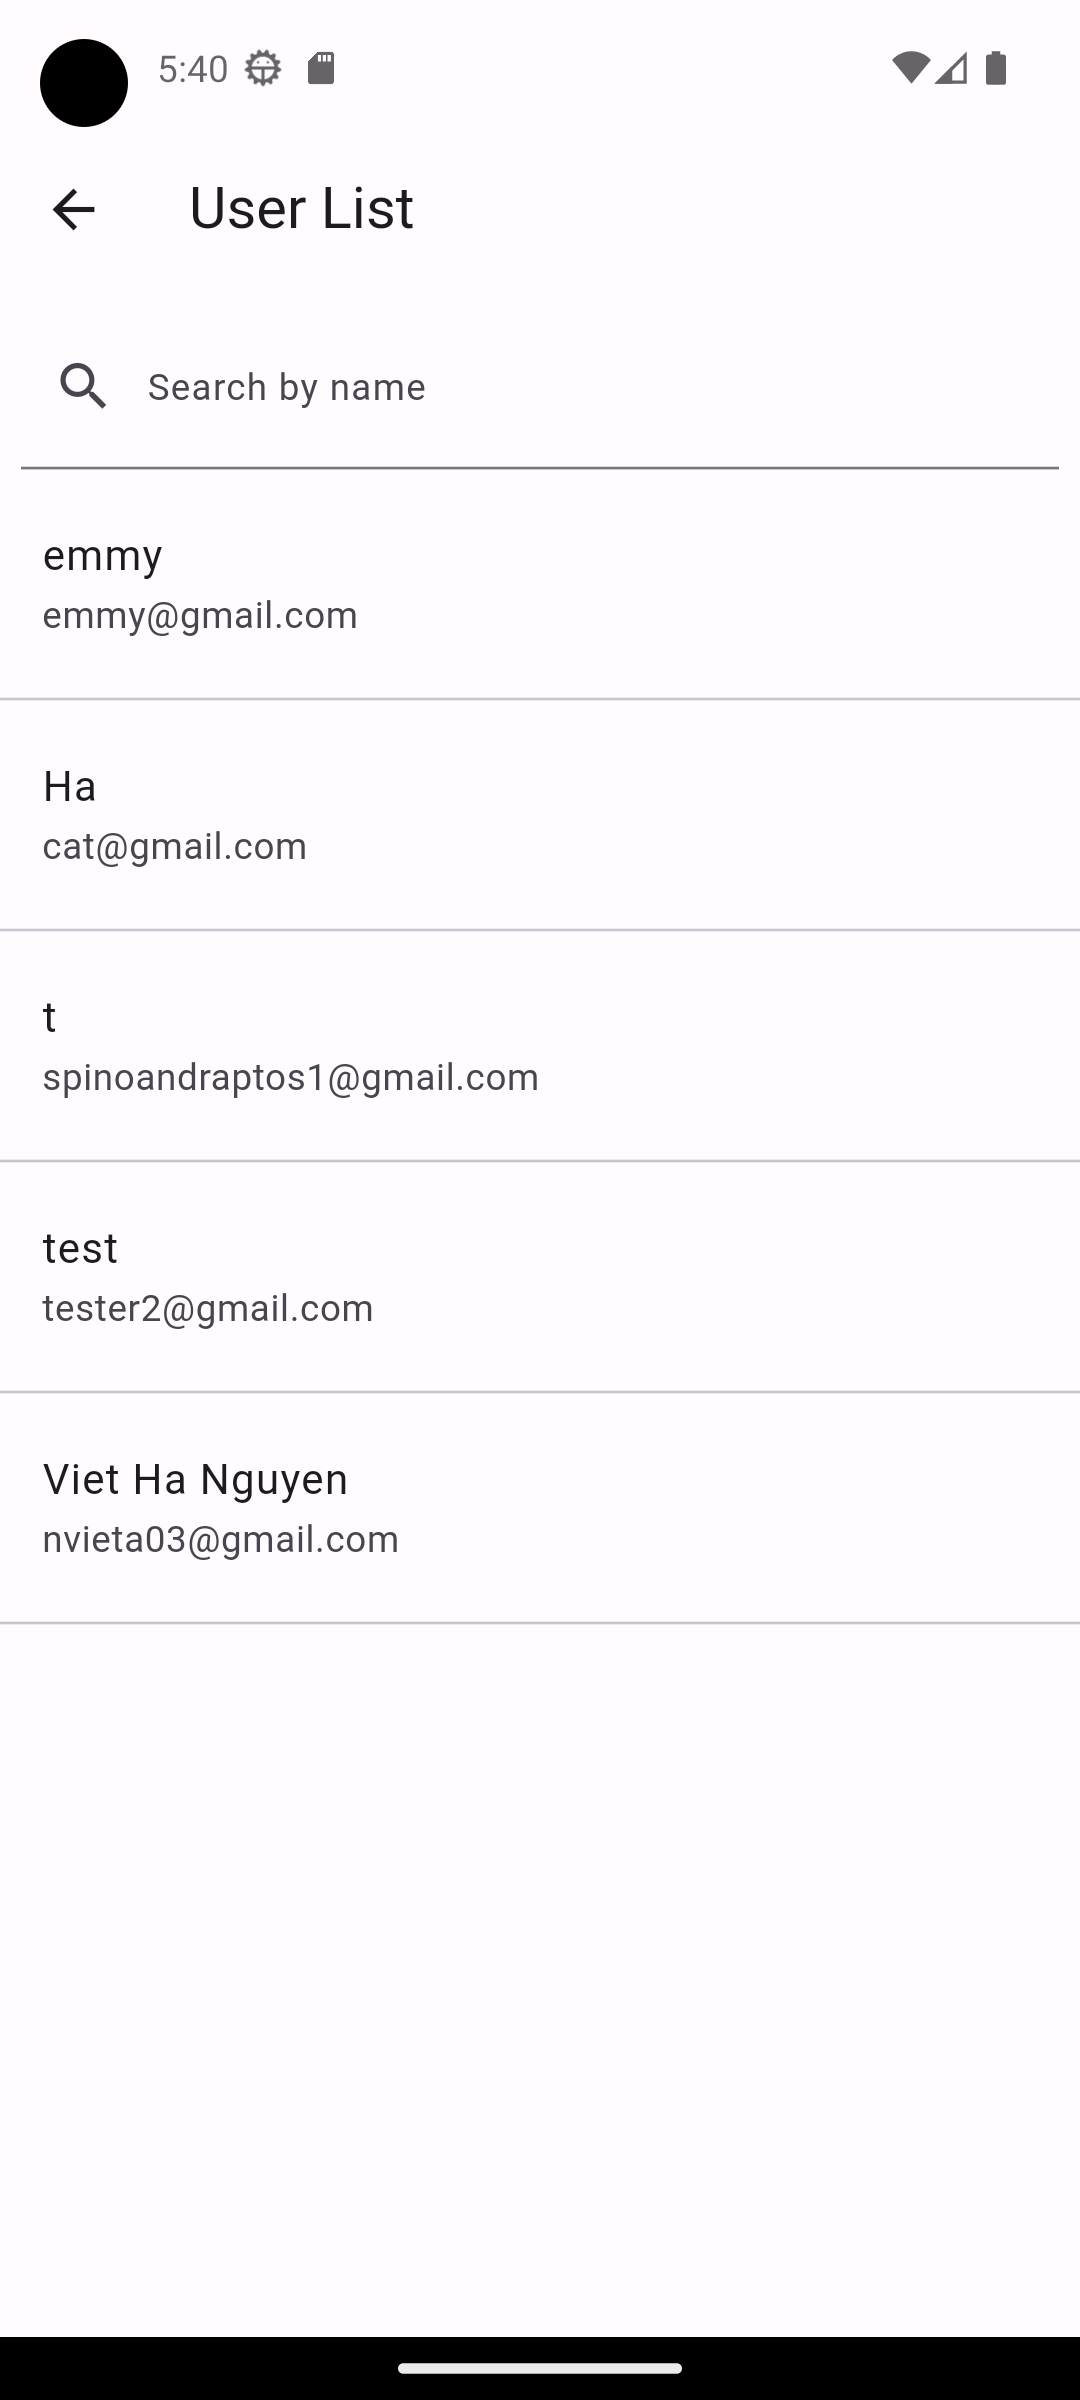 5:40
User List
Search by name
emmy
emmy@gmail.com
Ha
cat@gmail.com
t
spinoandraptos1@gmail.com
test
tester2@gmail.com
Viet Ha Nguyen
nvieta03@gmail.com